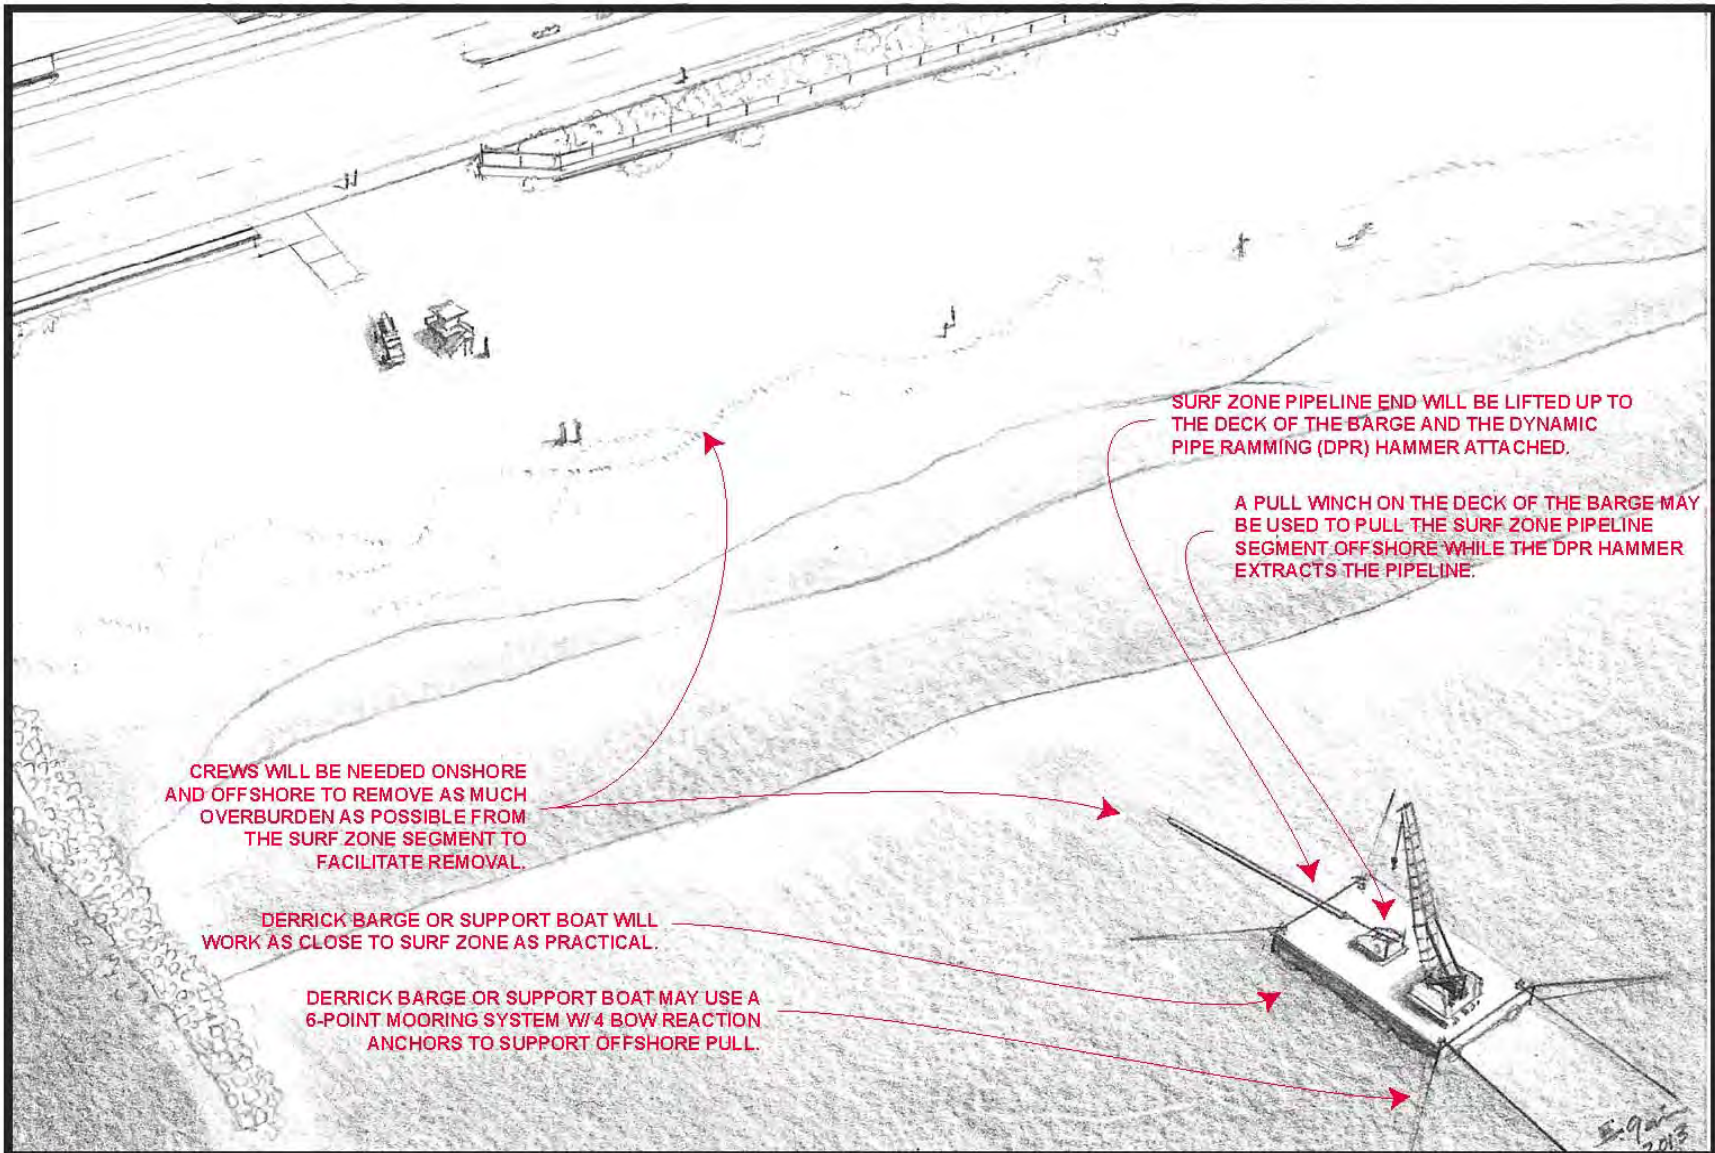 SURF ZONE PIPELINE END WILL BE LIFTED UP TO
THE DECK OF THE BARGE AND THE DYNAMIC
PIPE RAMMING (DPR) HAMMER ATTACHED.
A PULL WINCH ON THE DECK OF THE BARGE MAY
BE USED TO PULL THE SURF ZONE PIPELINE
SEGMENT OFFSHORE WHILE THE DPR HAMMER
EXTRACTS THE PIPELINE.
CREWS WILL BE NEEDED ONSHORE
AND OFFSHORE TO REMOVE AS MUCH
OVERBURDEN AS POSSIBLE FROM
THE SURF ZONE SEGMENT TO
FACILITATE REMOVAL.
DERRICK BARGE OR SUPPORT BOAT WILL
WORK AS CLOSE TO SURF ZONE AS PRACTICAL.
DERRICK BARGE OR SUPPORT BOAT MAY USE A
6-POINT MOORING SYSTEM W/ 4 BOW REACTION
ANCHORS TO SUPPORT OFFSHORE PULL.
2013